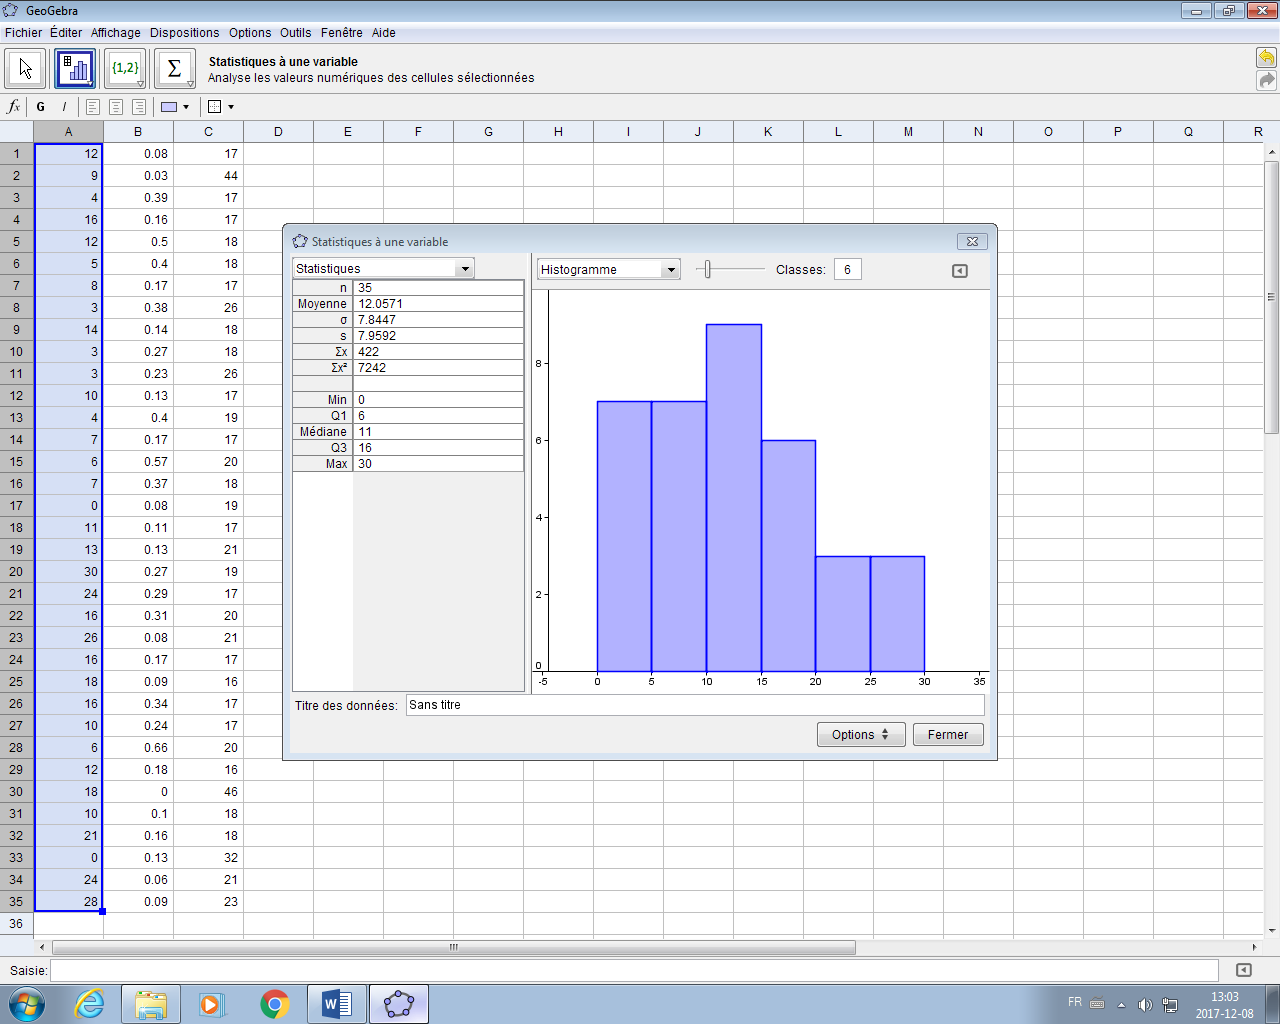 GeoGebra
Fichier Éditer Affichage Dispositions Options Outils Fenêtre Aide
{1,2} Σ
Statistiques à une variable
Analyse les valeurs numériques des cellules sélectionnées
fx G I
A B C D E F G H I J K L M N O P Q R
1 12 0.08 17
2 9 0.03 44
3 4 0.39 17
4 16 0.16 17
5 12 0.5 18
6 5 0.4 18
7 8 0.17 17
8 3 0.38 26
9 14 0.14 18
10 3 0.27 18
11 3 0.23 26
12 10 0.13 17
13 4 0.4 19
14 7 0.17 17
15 6 0.57 20
16 7 0.37 18
17 0 0.08 19
18 11 0.11 17
19 13 0.13 21
20 30 0.27 19
21 24 0.29 17
22 16 0.31 20
23 26 0.08 21
24 16 0.17 17
25 18 0.09 16
26 16 0.34 17
27 10 0.24 17
28 6 0.66 20
29 12 0.18 16
30 18 0 46
31 10 0.1 18
32 21 0.16 18
33 0 0.13 32
34 24 0.06 21
35 28 0.09 23
36
Statistiques à une variable
Statistiques
n 35
Moyenne 12.0571
σ 7.8447
s 7.9592
Σx 422
Σx² 7242
Min 0
Q1 6
Médiane 11
Q3 16
Max 30
Histogramme Classes: 6
8
6
4
2
0
-5 0 5 10 15 20 25 30 35
Titre des données: Sans titre
Options Fermer
Saisie:
FR 13:03
2017-12-08